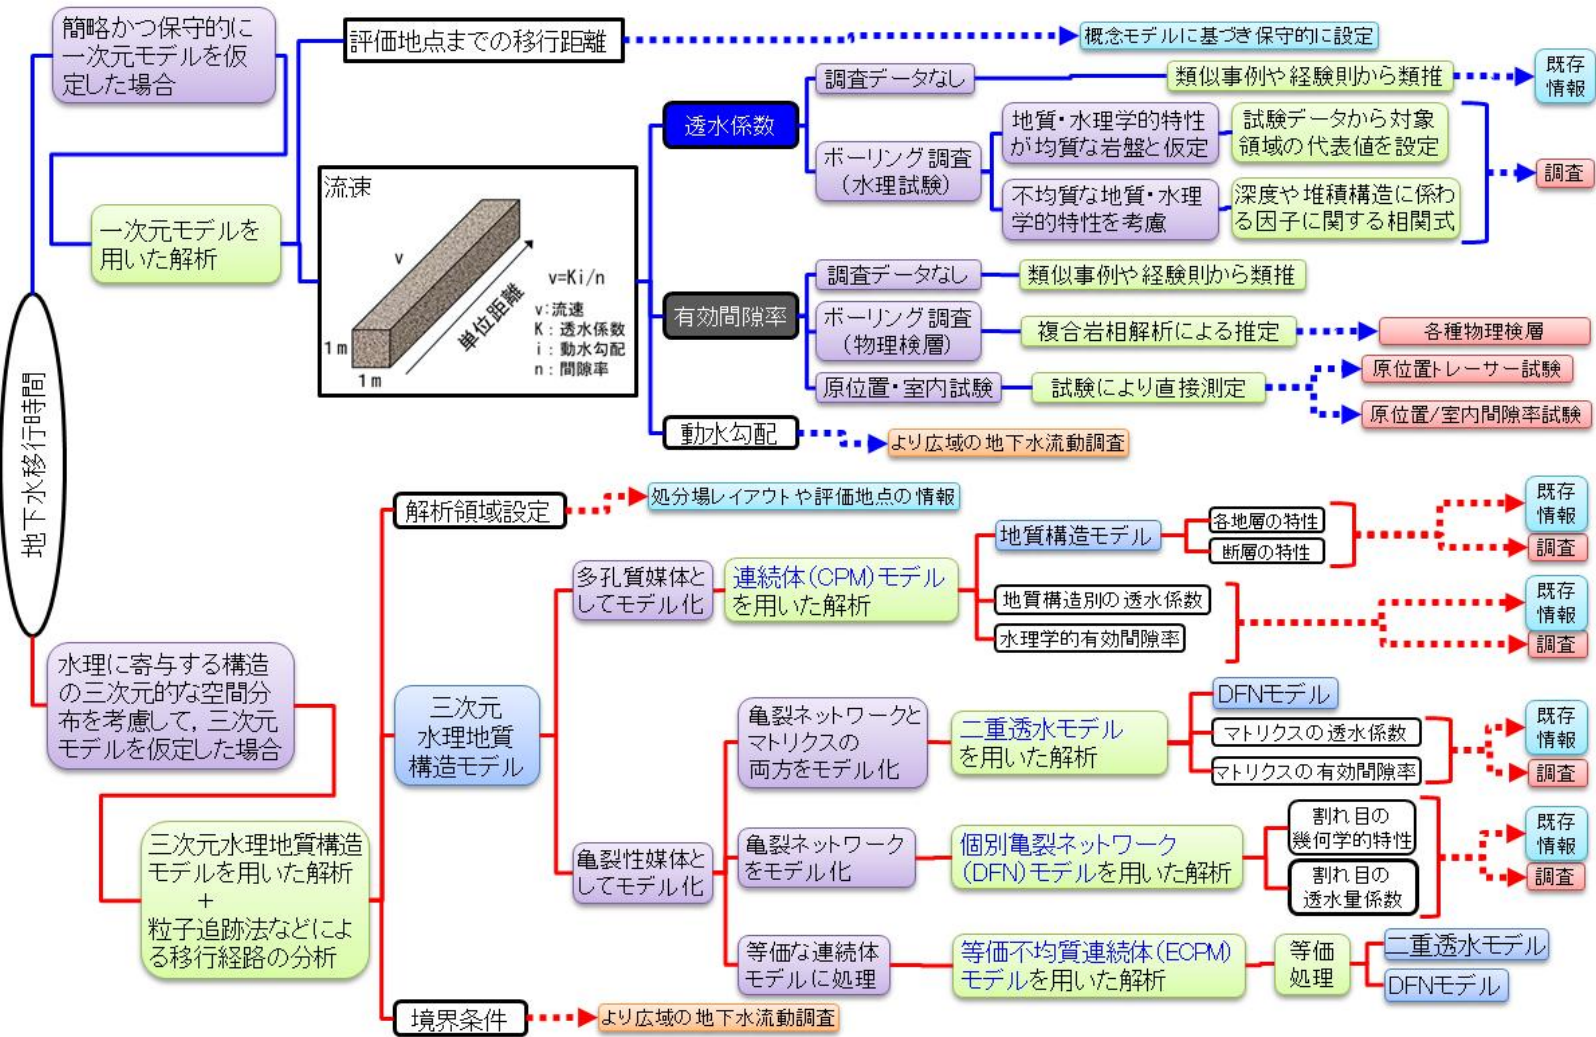 簡略かつ保守的に
一次元モデルを仮
定した場合
評価地点までの移行距離
概念モデルに基づき保守的に設定
透水係数
調査データなし
類似事例や経験則から類推
既存
情報
ボーリング調査
(水理試験)
地質・水理学的特性
が均質な岩盤と仮定
試験データから対象
領域の代表値を設定
不均質な地質・水理
学的特性を考慮
深度や堆積構造に係わ
る因子に関する相関式
調査
一次元モデルを
用いた解析
流速
v
v=Ki/n
v:流速
K:透水係数
i:動水勾配
n:間隙率
単位距離
1m
1m
有効間隙率
調査データなし
類似事例や経験則から類推
ボーリング調査
(物理検層)
複合岩相解析による推定
各種物理検層
原位置・室内試験
試験により直接測定
原位置トレーサー試験
原位置/室内間隙率試験
動水勾配
より広域の地下水流動調査
地下水移行時間
水理に寄与する構造
の三次元的な空間分
布を考慮して,三次元
モデルを仮定した場合
三次元水理地質構造
モデルを用いた解析
+
粒子追跡法などによ
る移行経路の分析
解析領域設定
処分場レイアウトや評価地点の情報
三次元
水理地質
構造モデル
多孔質媒体と
してモデル化
連続体(CPM)モデル
を用いた解析
地質構造モデル
各地層の特性
断層の特性
既存
情報
調査
地質構造別の透水係数
水理学的有効間隙率
既存
情報
調査
亀裂性媒体と
してモデル化
亀裂ネットワークと
マトリクスの
両方をモデル化
二重透水モデル
を用いた解析
DFNモデル
マトリクスの透水係数
マトリクスの有効間隙率
既存
情報
調査
亀裂ネットワーク
をモデル化
個別亀裂ネットワーク
(DFN)モデルを用いた解析
割れ目の
幾何学的特性
割れ目の
透水量係数
既存
情報
調査
等価な連続体
モデルに処理
等価不均質連続体(ECPM)
モデルを用いた解析
等価
処理
二重透水モデル
DFNモデル
境界条件
より広域の地下水流動調査